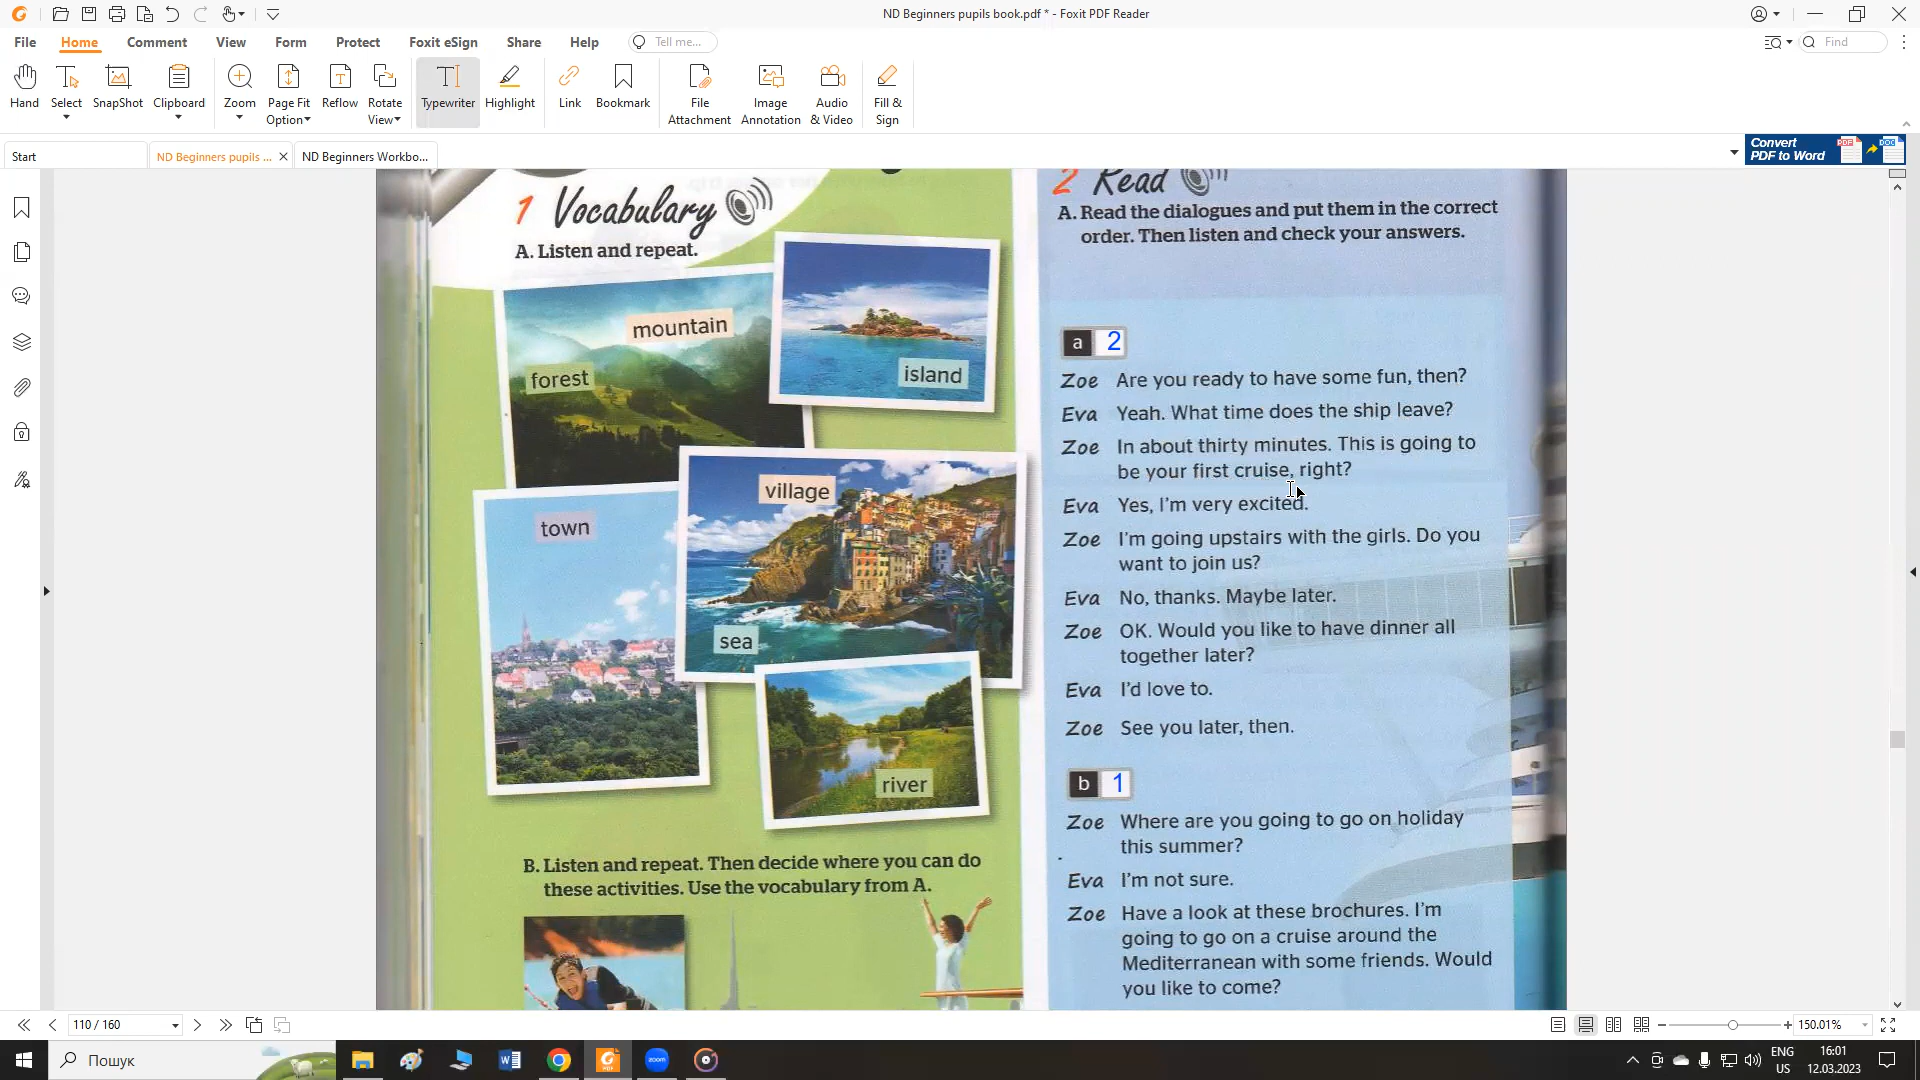 ND Beginners pupils book.pdf * - Foxit PDF Reader
File Home Comment View Form Protect Foxit eSign Share Help Tell me... Find
Hand
Select
SnapShot
Clipboard
Zoom
Page Fit
Option
Reflow
Rotate
View
Typewriter
Highlight
Link
Bookmark
File
Attachment
Image
Annotation
Audio
& Video
Fill &
Sign
Start
ND Beginners pupils ...
ND Beginners Workbo...
Convert
PDF to Word
1 Vocabulary
A. Listen and repeat.
mountain
forest
island
village
town
sea
river
B. Listen and repeat. Then decide where you can do
these activities. Use the vocabulary from A.
2 Read
A. Read the dialogues and put them in the correct
order. Then listen and check your answers.
a 2
Zoe Are you ready to have some fun, then?
Eva Yeah. What time does the ship leave?
Zoe In about thirty minutes. This is going to
be your first cruise, right?
Eva Yes, I'm very excited.
Zoe I'm going upstairs with the girls. Do you
want to join us?
Eva No, thanks. Maybe later.
Zoe OK. Would you like to have dinner all
together later?
Eva I'd love to.
Zoe See you later, then.
b 1
Zoe Where are you going to go on holiday
this summer?
Eva I'm not sure.
Zoe Have a look at these brochures. I'm
going to go on a cruise around the
Mediterranean with some friends. Would
you like to come?
110 / 160
150.01%
Пошук
ENG
US
16:01
12.03.2023